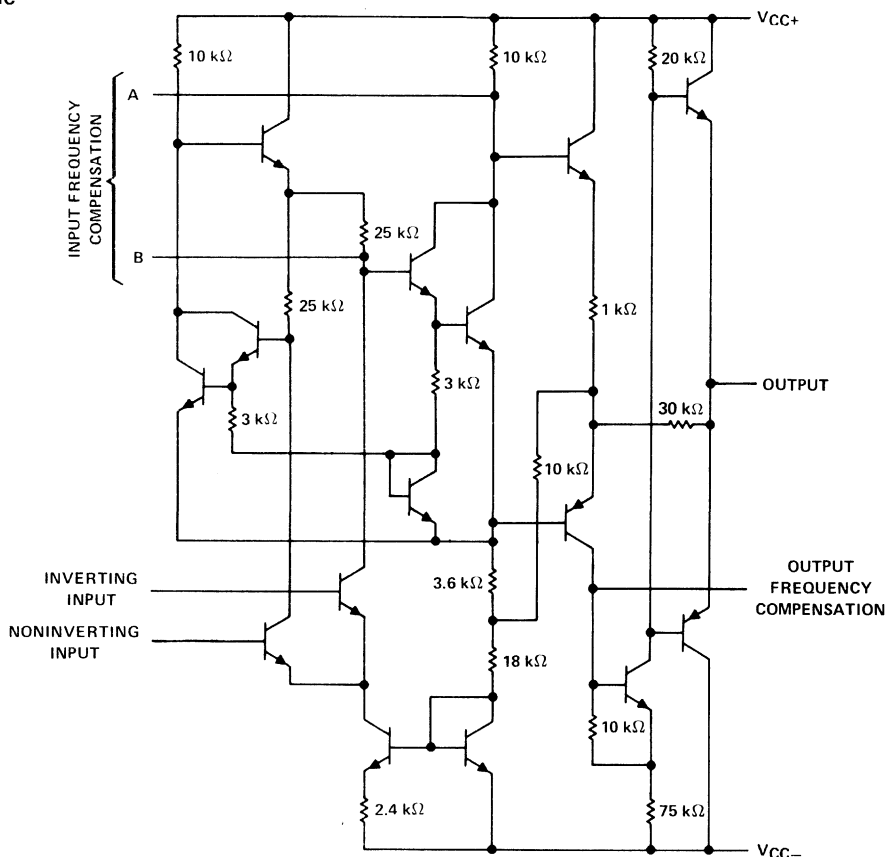 IC
VCC+
10 kΩ
10 kΩ
20 kΩ
A
INPUT FREQUENCY
COMPENSATION
25 kΩ
B
25 kΩ
1 kΩ
3 kΩ
OUTPUT
30 kΩ
3 kΩ
10 kΩ
OUTPUT
FREQUENCY
COMPENSATION
INVERTING
INPUT
3.6 kΩ
NONINVERTING
INPUT
18 kΩ
10 kΩ
2.4 kΩ
75 kΩ
VCC−